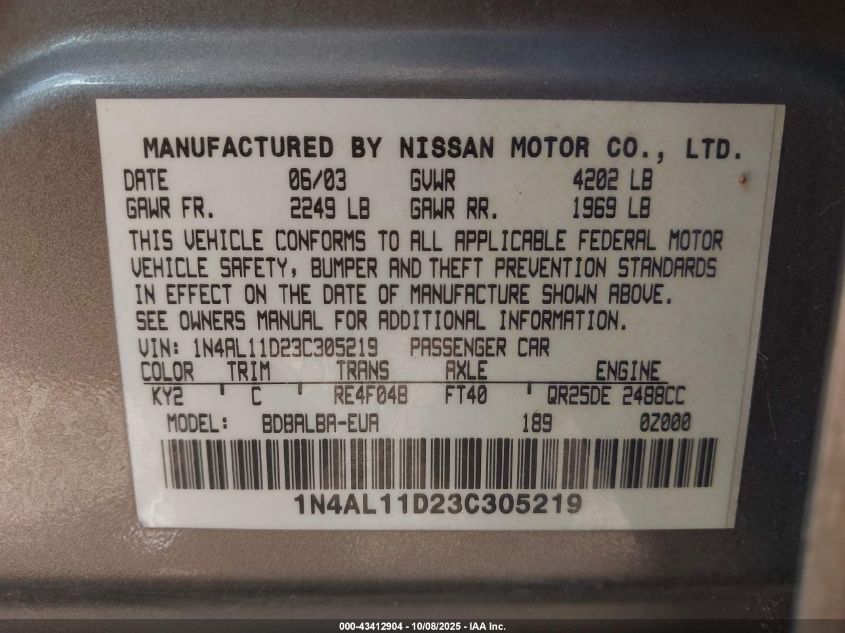 MANUFACTURED BY NISSAN MOTOR CO., LTD.
DATE 06/03 GVWR 4202 LB
GAWR FR. 2249 LB GAWR RR. 1969 LB
THIS VEHICLE CONFORMS TO ALL APPLICABLE FEDERAL MOTOR
VEHICLE SAFETY, BUMPER AND THEFT PREVENTION STANDARDS
IN EFFECT ON THE DATE OF MANUFACTURE SHOWN ABOVE.
SEE OWNERS MANUAL FOR ADDITIONAL INFORMATION.
VIN: 1N4AL11D23C305219 PASSENGER CAR
COLOR TRIM TRANS AXLE ENGINE
KY2 C RE4F04B FT40 QR25DE 2488CC
MODEL: BDBALBA-EUA 189 0Z000
1N4AL11D23C305219
000-43412904 - 10/08/2025 - IAA Inc.